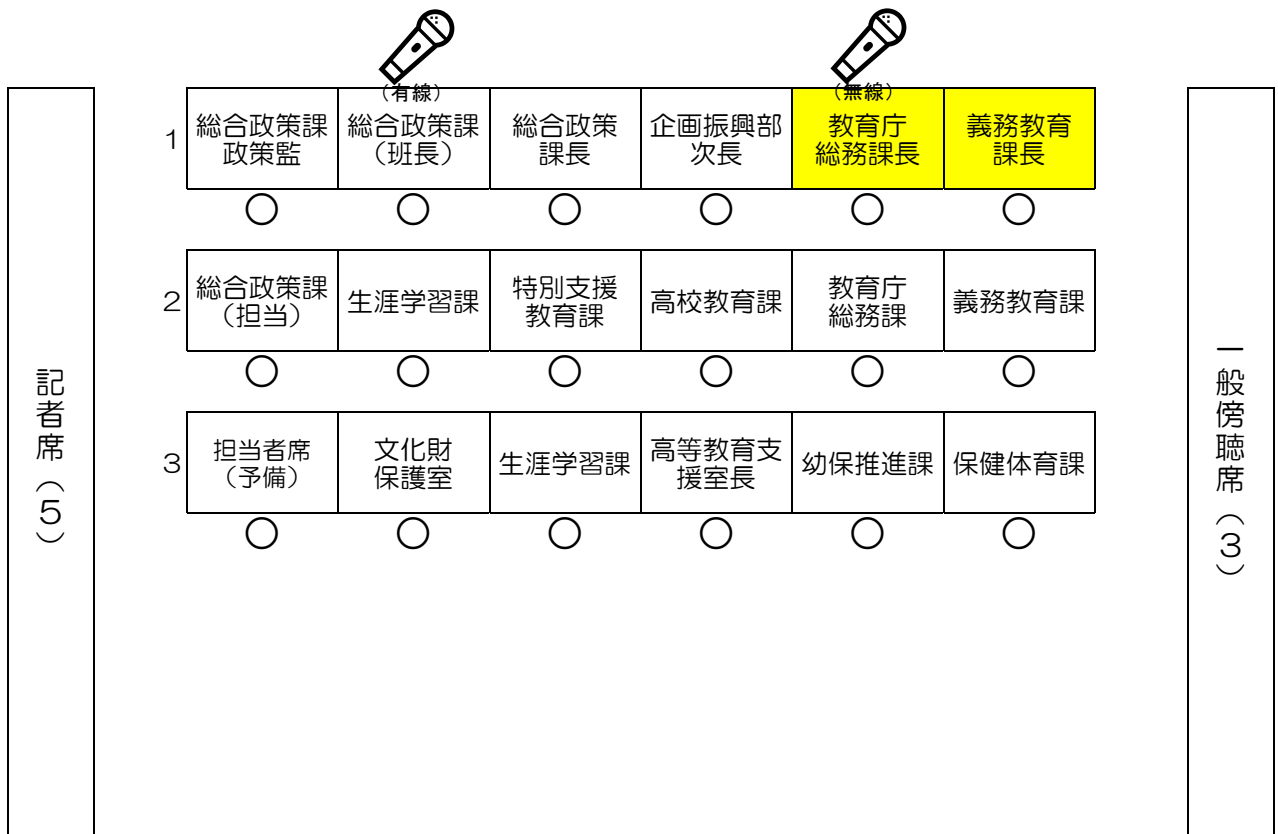 （有線）
（無線）
1
総合政策課
政策監
総合政策課
（班長）
総合政策
課長
企画振興部
次長
教育庁
総務課長
義務教育
課長
2
総合政策課
（担当）
生涯学習課
特別支援
教育課
高校教育課
教育庁
総務課
義務教育課
3
担当者席
（予備）
文化財
保護室
生涯学習課
高等教育支
援室長
幼保推進課
保健体育課
記者席（5）
一般傍聴席（3）